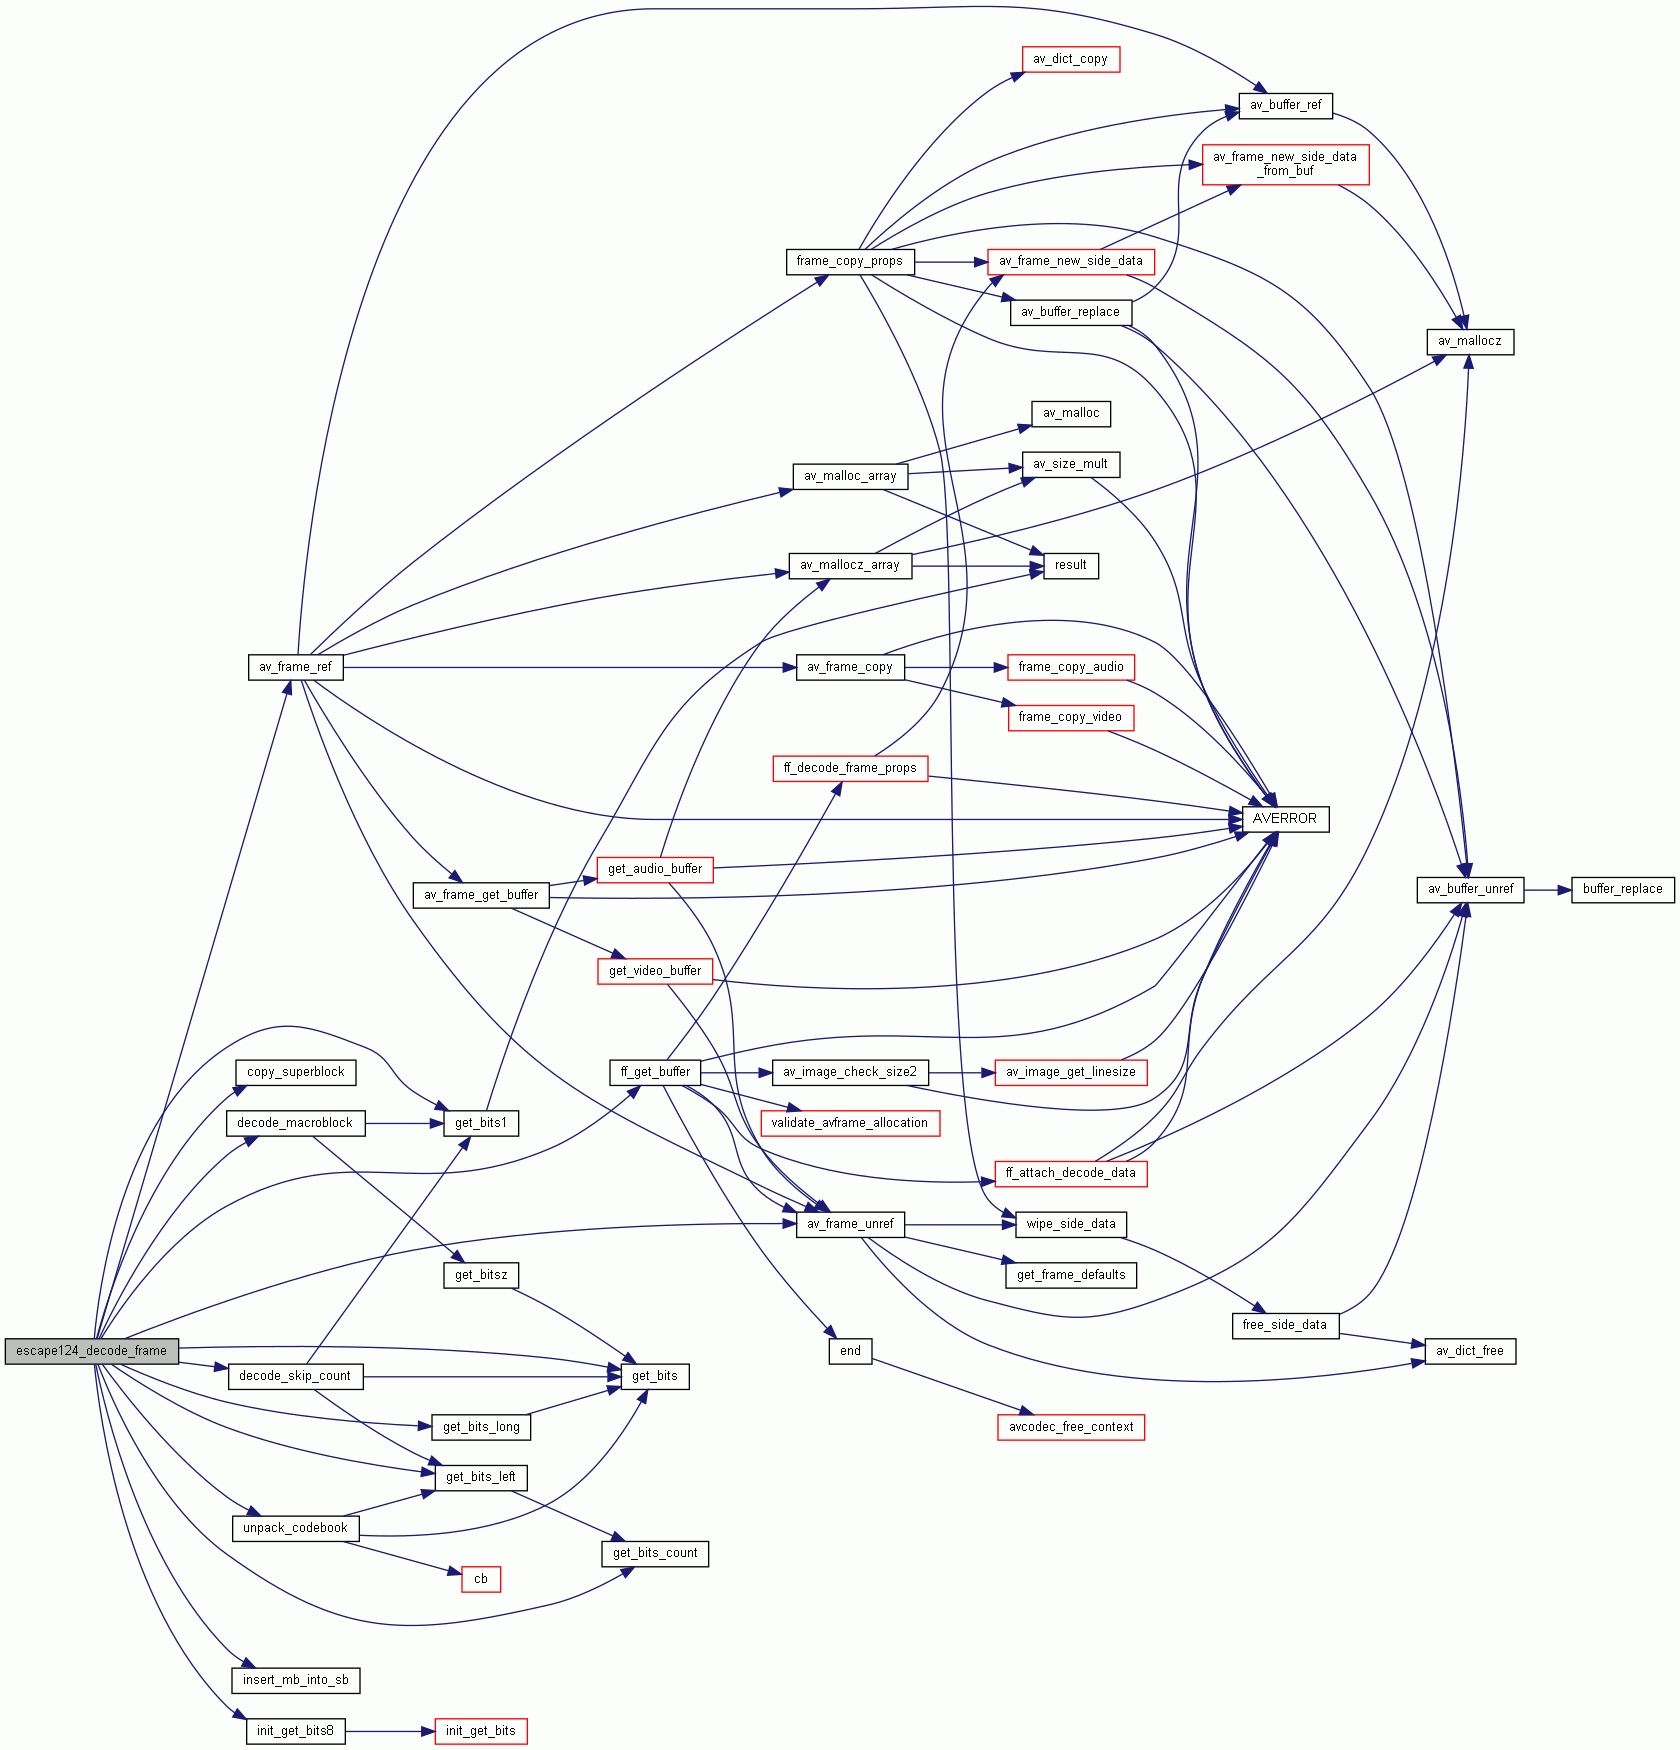 av_dict_copy
av_buffer_ref
av_frame_new_side_data
_from_buf
frame_copy_props
av_frame_new_side_data
av_buffer_replace
av_mallocz
av_malloc
av_size_mult
av_malloc_array
av_mallocz_array
result
av_frame_ref
av_frame_copy
frame_copy_audio
frame_copy_video
ff_decode_frame_props
AVERROR
get_audio_buffer
av_frame_get_buffer
av_buffer_unref
buffer_replace
get_video_buffer
copy_superblock
ff_get_buffer
av_image_check_size2
av_image_get_linesize
decode_macroblock
get_bits1
validate_avframe_allocation
ff_attach_decode_data
av_frame_unref
wipe_side_data
get_bitsz
get_frame_defaults
free_side_data
escape124_decode_frame
end
av_dict_free
decode_skip_count
get_bits
get_bits_long
avcodec_free_context
get_bits_left
unpack_codebook
get_bits_count
cb
insert_mb_into_sb
init_get_bits8
init_get_bits